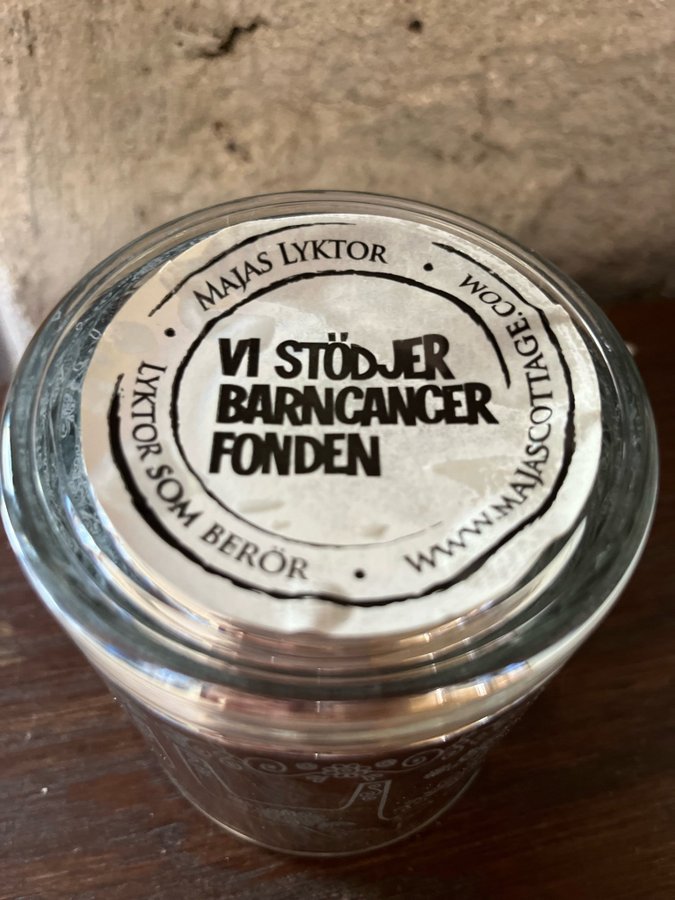 MAJAS LYKTOR
WWW.MAJASCOTTAGE.COM
LYKTOR SOM BERÖR
VI STÖDJER
BARNCANCER
FONDEN